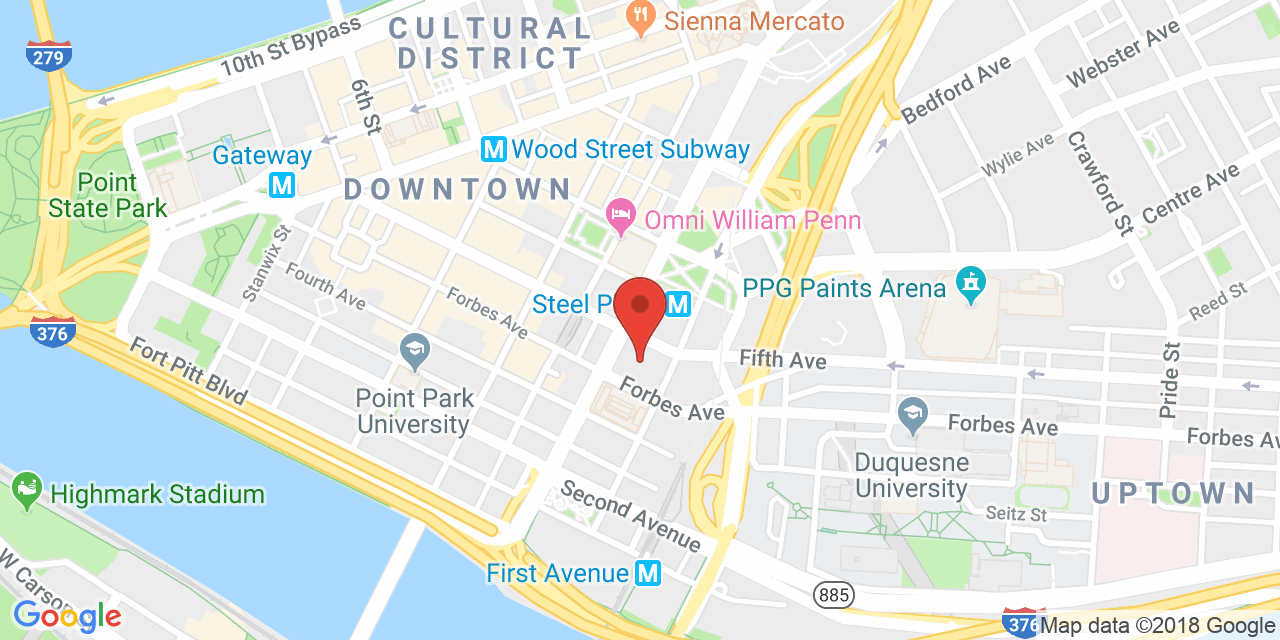 CULTURAL
DISTRICT
Sienna Mercato
279
10th St Bypass
6th St
Webster Ave
Bedford Ave
Wylie Ave
Crawford St
Centre Ave
Gateway
M
M Wood Street Subway
Point
State Park
DOWNTOWN
Omni William Penn
Stanwix St
Fourth Ave
Forbes Ave
Steel P
M
PPG Paints Arena
Reed St
376
Fort Pitt Blvd
Fifth Ave
Pride St
Point Park
University
Forbes Ave
Forbes Ave
Forbes Ave
Duquesne
University
UPTOWN
Highmark Stadium
Second Avenue
Seitz St
First Avenue M
W Carson
885
376
Google
Map data ©2018 Google